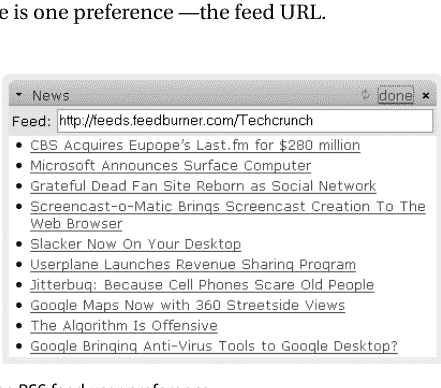 e is one preference —the feed URL.
News done ×
Feed: http://feeds.feedburner.com/Techcrunch
• CBS Acquires Eupope's Last.fm for $280 million
• Microsoft Announces Surface Computer
• Grateful Dead Fan Site Reborn as Social Network
• Screencast-o-Matic Brings Screencast Creation To The
Web Browser
• Slacker Now On Your Desktop
• Userplane Launches Revenue Sharing Program
• Jitterbug: Because Cell Phones Scare Old People
• Google Maps Now with 360 Streetside Views
• The Algorithm Is Offensive
• Google Bringing Anti-Virus Tools to Google Desktop?